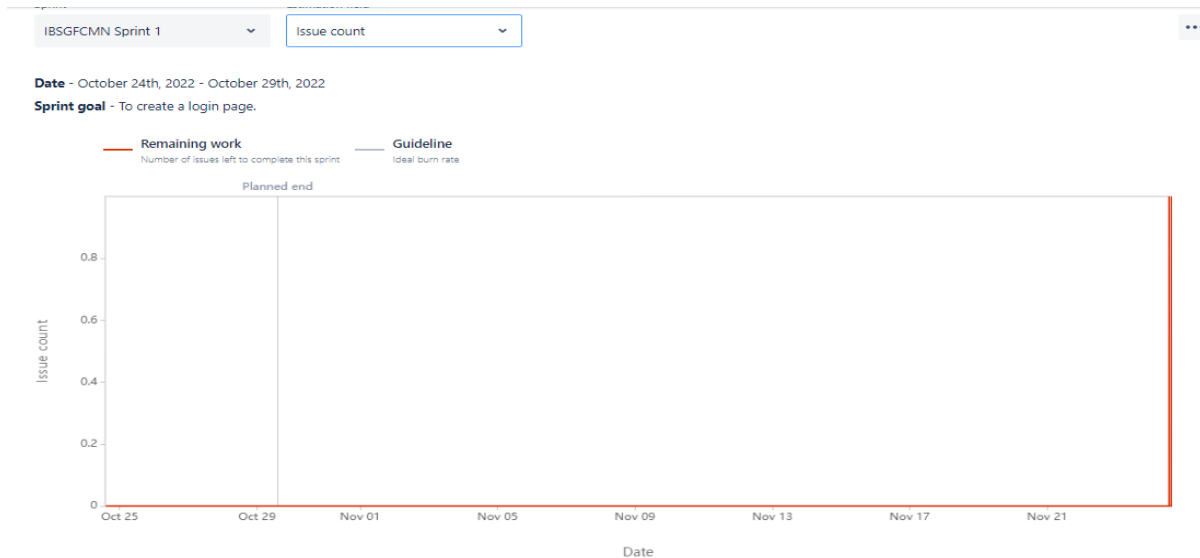 IBSGFCMN Sprint 1
Issue count
Date - October 24th, 2022 - October 29th, 2022
Sprint goal - To create a login page.
Remaining work
Number of issues left to complete this sprint
Guideline
Ideal burn rate
Planned end
0.8
0.6
0.4
0.2
0
Issue count
Oct 25 Oct 29 Nov 01 Nov 05 Nov 09 Nov 13 Nov 17 Nov 21
Date